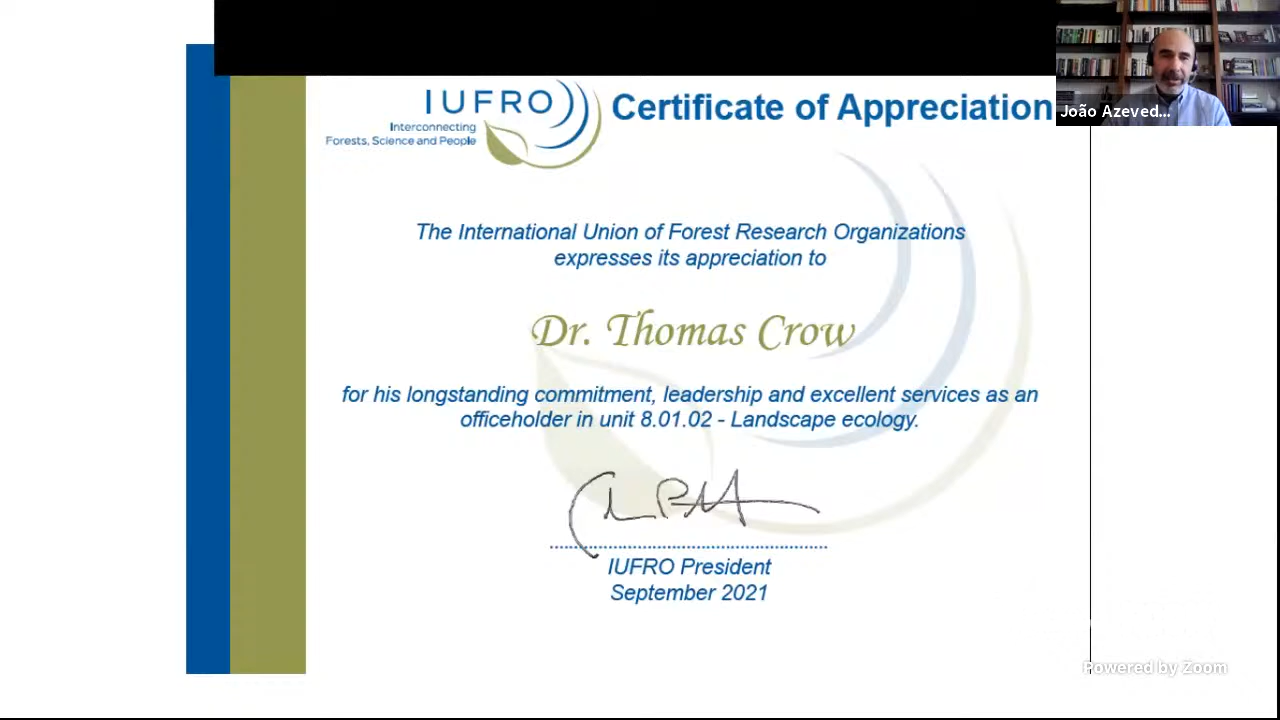 IUFRO
Interconnecting
Forests, Science and People
Certificate of Appreciation
João Azeved...
The International Union of Forest Research Organizations
expresses its appreciation to
Dr. Thomas Crow
for his longstanding commitment, leadership and excellent services as an
officeholder in unit 8.01.02 - Landscape ecology.
IUFRO President
September 2021
Powered by Zoom